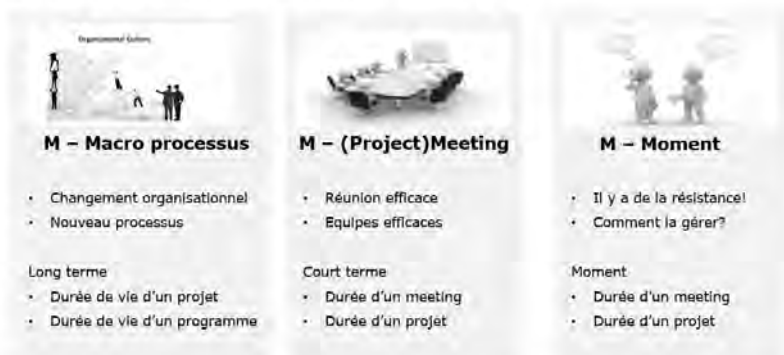 Organizational Culture
M – Macro processus
• Changement organisationnel
• Nouveau processus
Long terme
• Durée de vie d'un projet
• Durée de vie d'un programme
M – (Project)Meeting
• Réunion efficace
• Equipes efficaces
Court terme
• Durée d'un meeting
• Durée d'un projet
M – Moment
• Il y a de la résistance!
• Comment la gérer?
Moment
• Durée d'un meeting
• Durée d'un projet